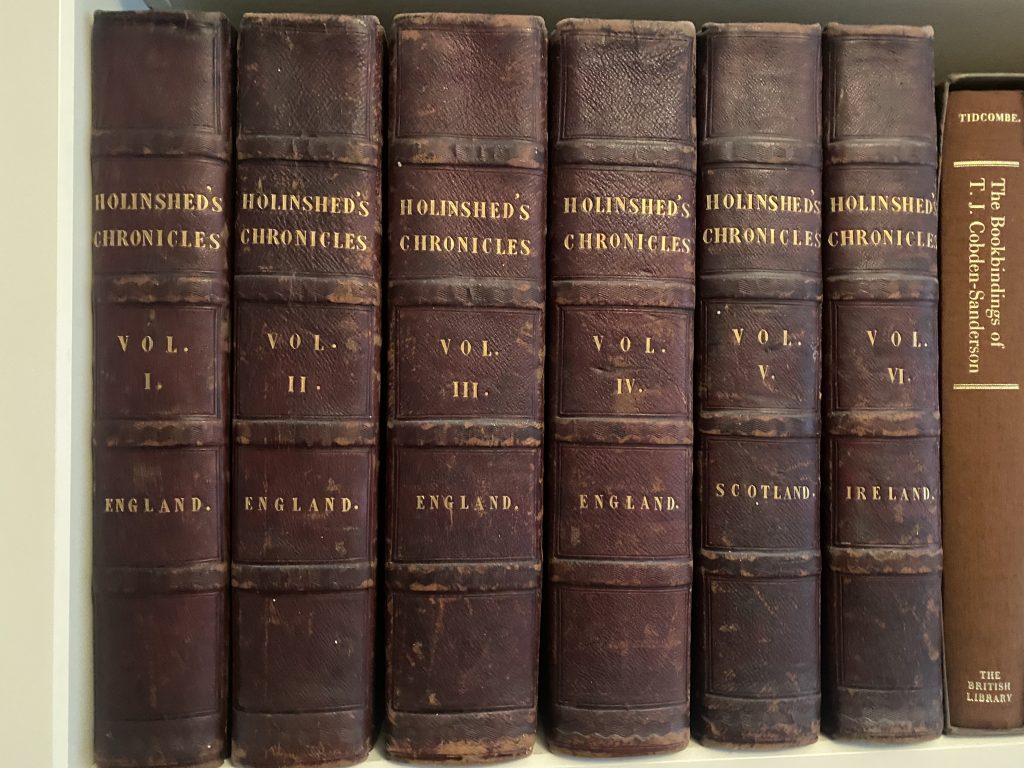 HOLINSHED'S
CHRONICLES
VOL.
I.
ENGLAND.
HOLINSHED'S
CHRONICLES
VOL.
II.
ENGLAND.
HOLINSHED'S
CHRONICLES
VOL.
III.
ENGLAND.
HOLINSHED'S
CHRONICLES
VOL.
IV.
ENGLAND.
HOLINSHED'S
CHRONICLES
VOL.
V.
SCOTLAND.
HOLINSHED'S
CHRONICLES
VOL.
VI.
IRELAND.
TIDCOMBE.
The Bookbindings of
T. J. Cobden-Sanderson
THE
BRITISH
LIBRARY